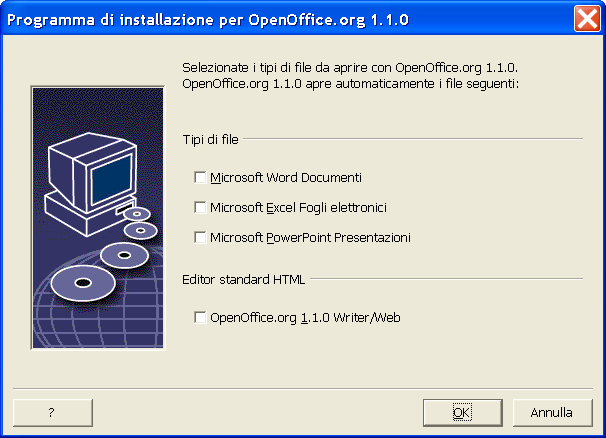 Programma di installazione per OpenOffice.org 1.1.0
Selezionate i tipi di file da aprire con OpenOffice.org 1.1.0.
OpenOffice.org 1.1.0 apre automaticamente i file seguenti:
Tipi di file
Microsoft Word Documenti
Microsoft Excel Fogli elettronici
Microsoft PowerPoint Presentazioni
Editor standard HTML
OpenOffice.org 1.1.0 Writer/Web
?
OK
Annulla